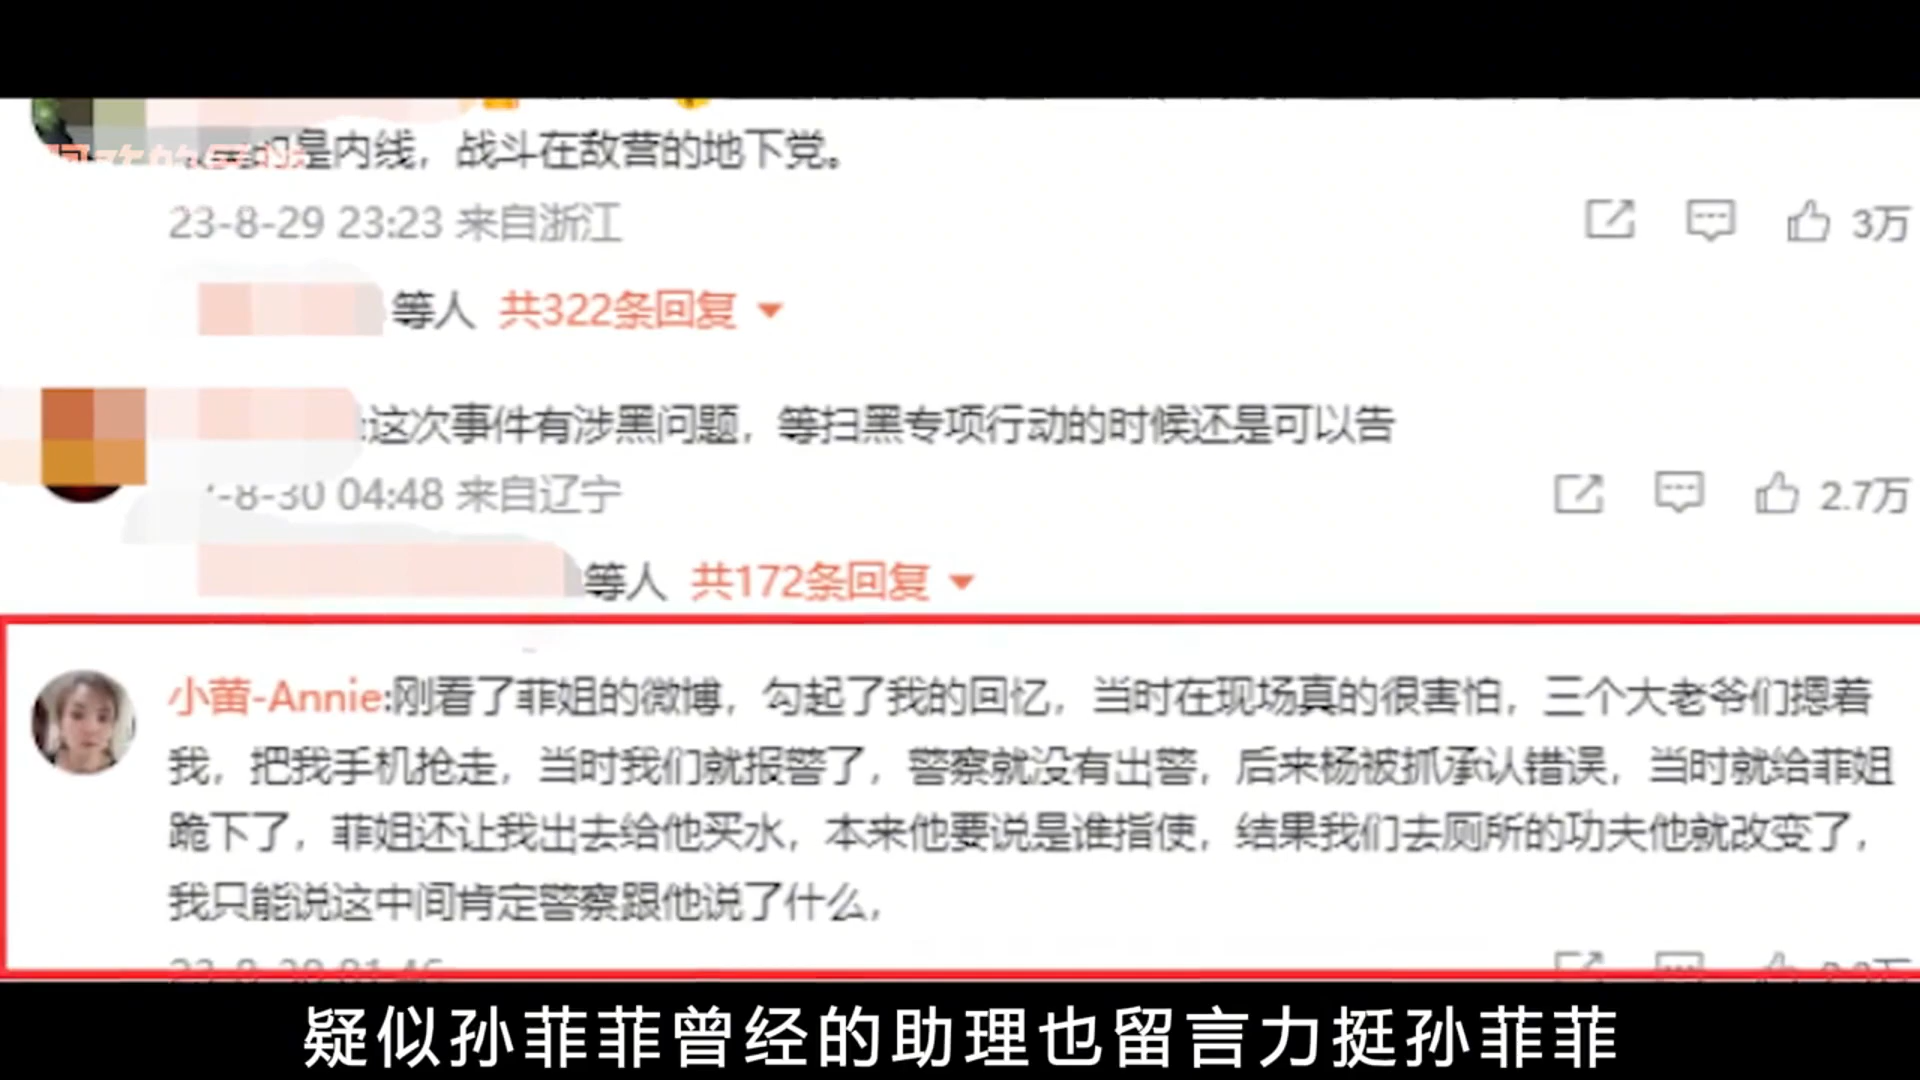 是内线，战斗在敌营的地下党。
23-8-29 23:23 来自浙江
3万
等人 共322条回复
这次事件有涉黑问题，等扫黑专项行动的时候还是可以告
-8-30 04:48 来自辽宁
2.7万
等人 共172条回复
小苗-Annie:刚看了菲姐的微博，勾起了我的回忆，当时在现场真的很害怕，三个大老爷们摁着
我，把我手机抢走，当时我们就报警了，警察就没有出警，后来杨被抓承认错误，当时就给菲姐
跪下了，菲姐还让我出去给他买水，本来他要说是谁指使，结果我们去厕所的功夫他就改变了，
我只能说这中间肯定警察跟他说了什么，
疑似孙菲菲曾经的助理也留言力挺孙菲菲